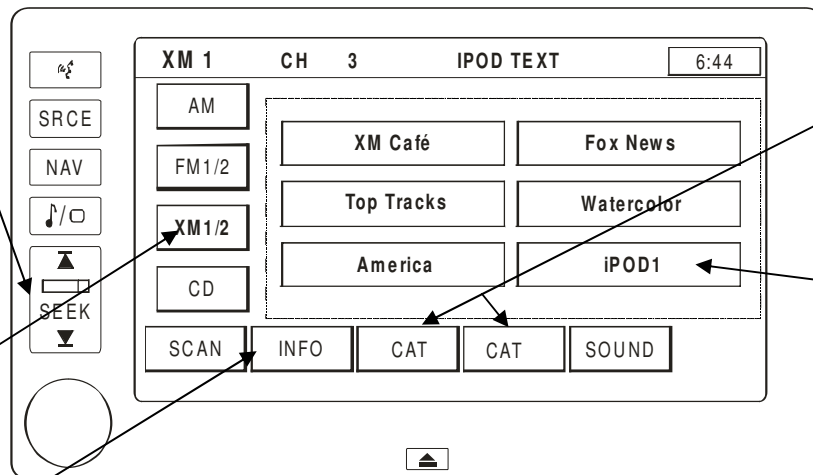 XM 1 CH 3 IPOD TEXT 6:44
SRCE
NAV
SEEK
AM
FM1/2
XM1/2
CD
XM Café Fox News
Top Tracks Watercolor
America iPOD1
SCAN INFO CAT CAT SOUND